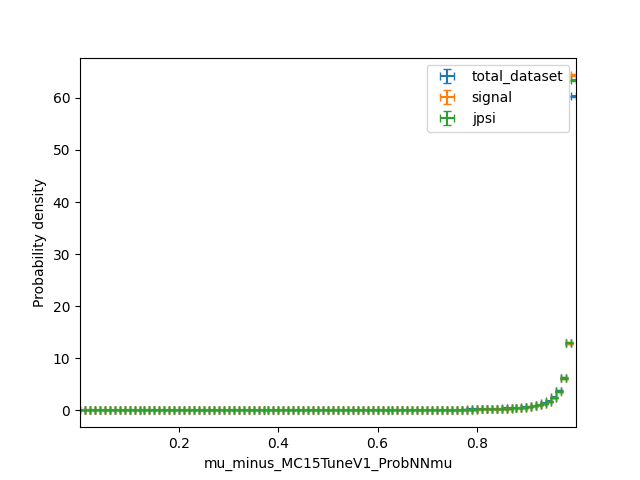 total_dataset
signal
jpsi
60
50
40
30
20
10
0
Probability density
0.2 0.4 0.6 0.8
mu_minus_MC15TuneV1_ProbNNmu